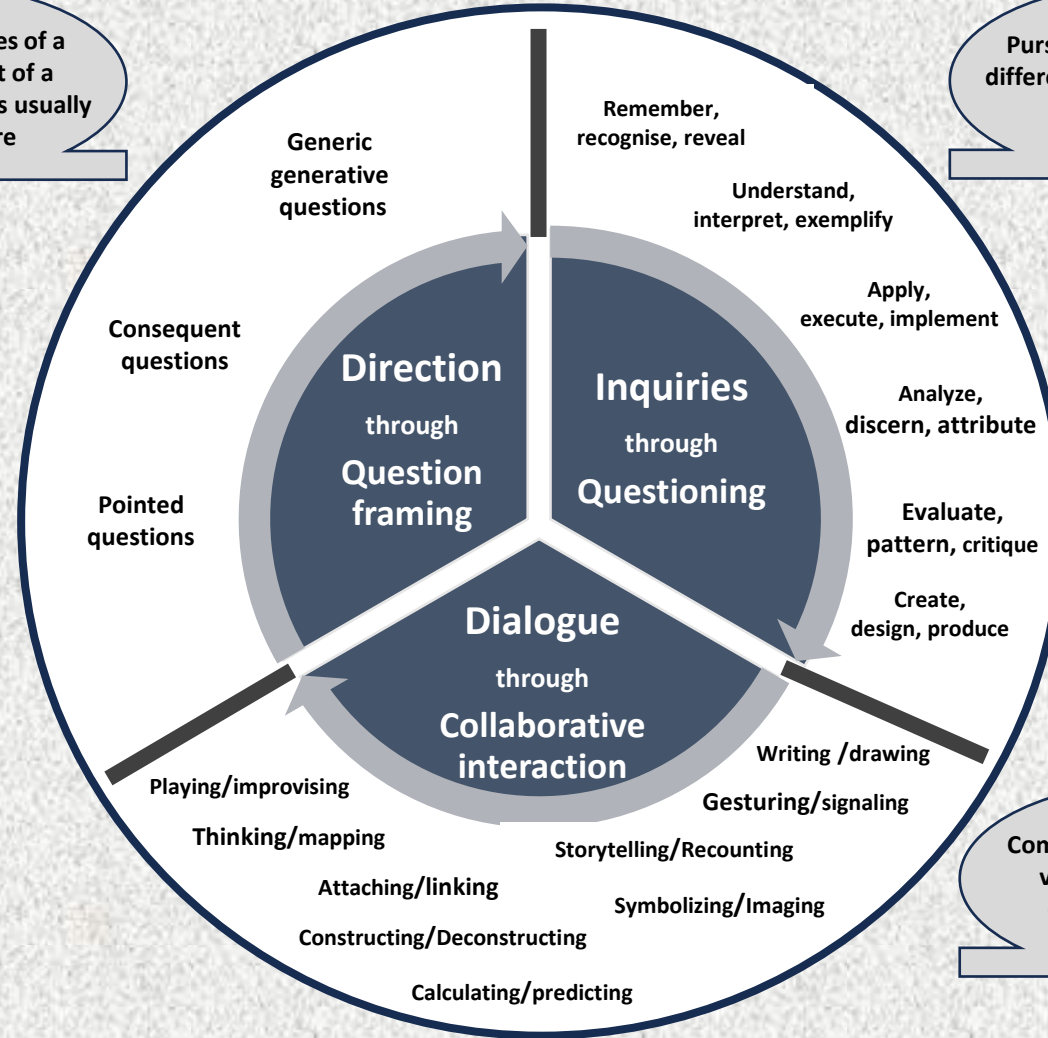 es of a
t of a
s usually
re
Purs
differe
Generic
generative
questions
Consequent
questions
Pointed
questions
Remember,
recognise, reveal
Understand,
interpret, exemplify
Apply,
execute, implement
Analyze,
discern, attribute
Evaluate,
pattern, critique
Create,
design, produce
Direction
through
Question
framing
Inquiries
through
Questioning
Dialogue
through
Collaborative
interaction
Writing /drawing
Gesturing/signaling
Storytelling/Recounting
Symbolizing/Imaging
Playing/improvising
Thinking/mapping
Attaching/linking
Constructing/Deconstructing
Calculating/predicting
Con
v